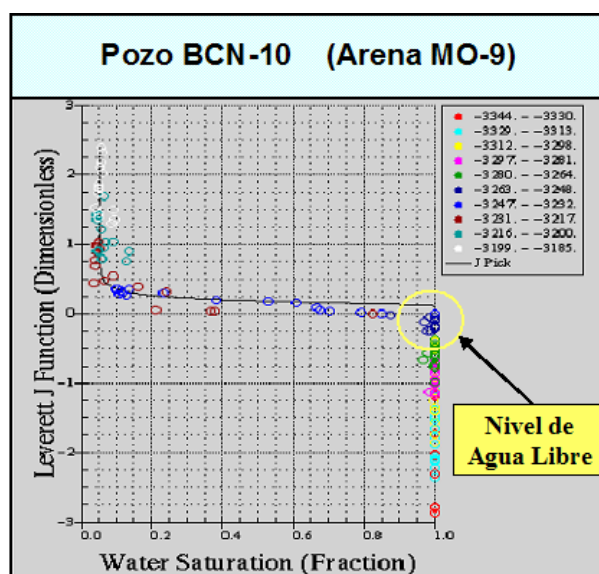 Pozo BCN-10 (Arena MO-9)
3
2
1
0
-1
-2
-3
Leverett J Function (Dimensionless)
0.0 0.2 0.4 0.6 0.8 1.0
Water Saturation (Fraction)
-3344. - -3330.
-3329. - -3313.
-3312. - -3298.
-3297. - -3281.
-3280. - -3264.
-3263. - -3248.
-3247. - -3232.
-3231. - -3217.
-3216. - -3200.
-3199. - -3185.
J Pick
Nivel de
Agua Libre